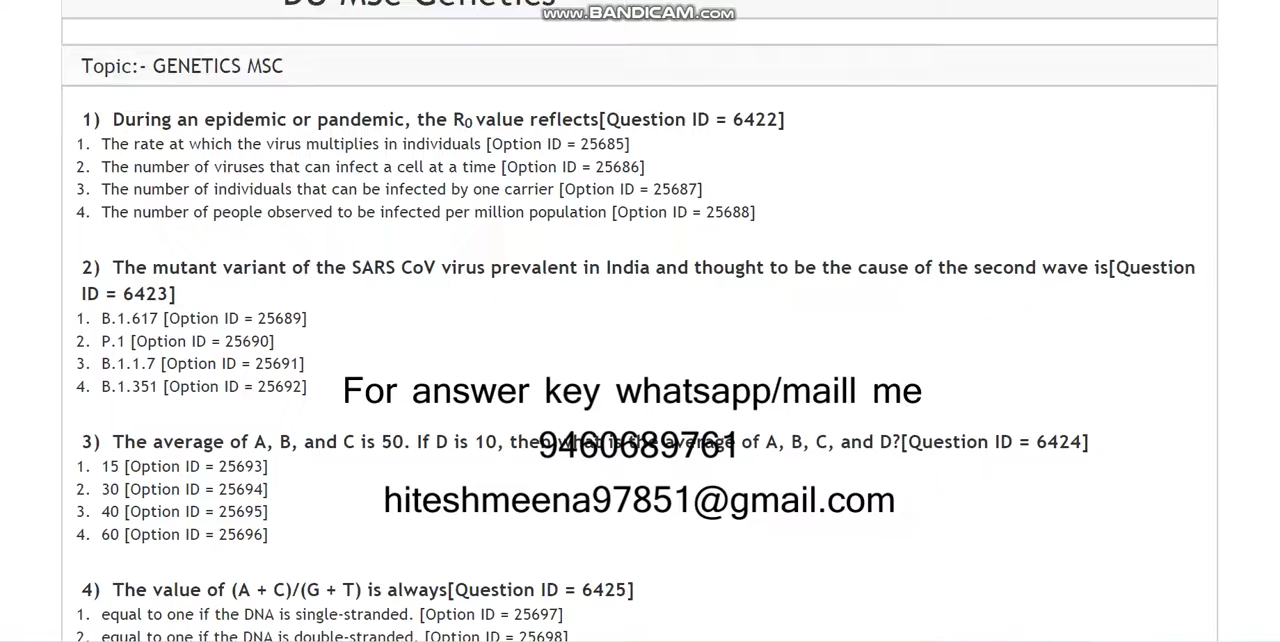 DU MSc Genetics
www.BANDICAM.com
Topic:- GENETICS MSC
1) During an epidemic or pandemic, the R0 value reflects[Question ID = 6422]
1. The rate at which the virus multiplies in individuals [Option ID = 25685]
2. The number of viruses that can infect a cell at a time [Option ID = 25686]
3. The number of individuals that can be infected by one carrier [Option ID = 25687]
4. The number of people observed to be infected per million population [Option ID = 25688]
2) The mutant variant of the SARS CoV virus prevalent in India and thought to be the cause of the second wave is[Question
ID = 6423]
1. B.1.617 [Option ID = 25689]
2. P.1 [Option ID = 25690]
3. B.1.1.7 [Option ID = 25691]
4. B.1.351 [Option ID = 25692]
For answer key whatsapp/maill me
3) The average of A, B, and C is 50. If D is 10, then what is the average of A, B, C, and D?[Question ID = 6424]
9460689761
1. 15 [Option ID = 25693]
2. 30 [Option ID = 25694]
hiteshmeena97851@gmail.com
3. 40 [Option ID = 25695]
4. 60 [Option ID = 25696]
4) The value of (A + C)/(G + T) is always[Question ID = 6425]
1. equal to one if the DNA is single-stranded. [Option ID = 25697]
2. equal to one if the DNA is double-stranded. [Option ID = 25698]